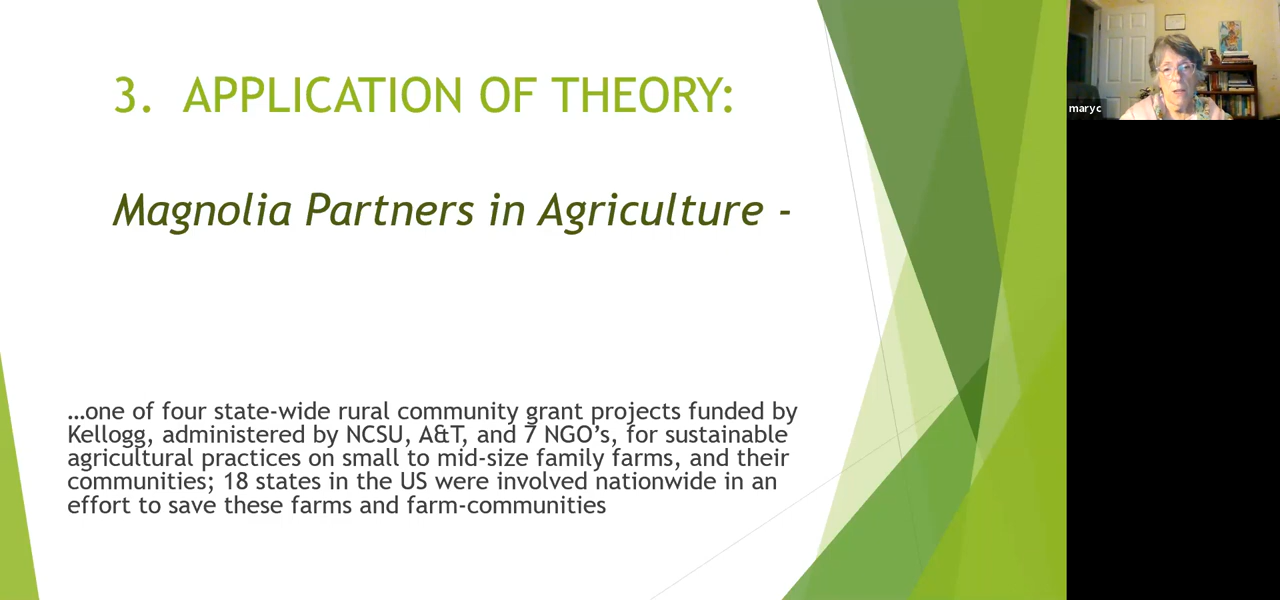 3. APPLICATION OF THEORY:
Magnolia Partners in Agriculture -
…one of four state-wide rural community grant projects funded by
Kellogg, administered by NCSU, A&T, and 7 NGO’s, for sustainable
agricultural practices on small to mid-size family farms, and their
communities; 18 states in the US were involved nationwide in an
effort to save these farms and farm-communities
maryc